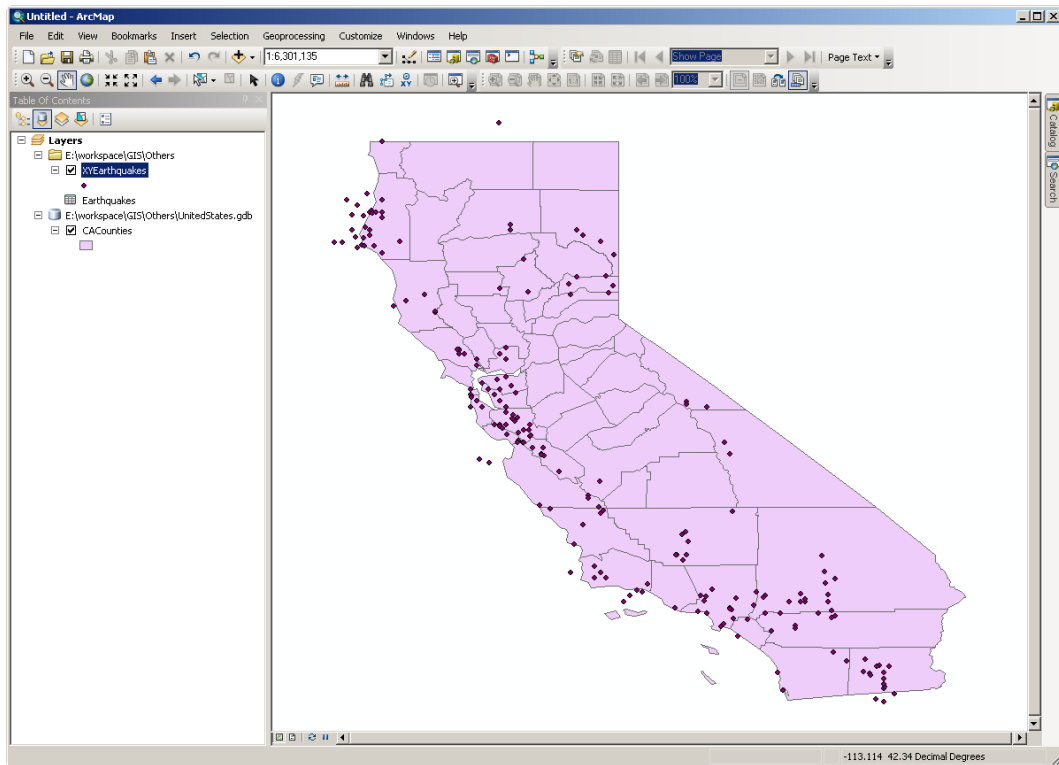 Untitled - ArcMap
File Edit View Bookmarks Insert Selection Geoprocessing Customize Windows Help
1:6,301,135 Show Page Page Text
100%
Table Of Contents
Layers
E:\workspace\GIS\Others
XYEarthquakes
Earthquakes
E:\workspace\GIS\Others\UnitedStates.gdb
CACounties
Catalog
Search
-113.114 42.34 Decimal Degrees